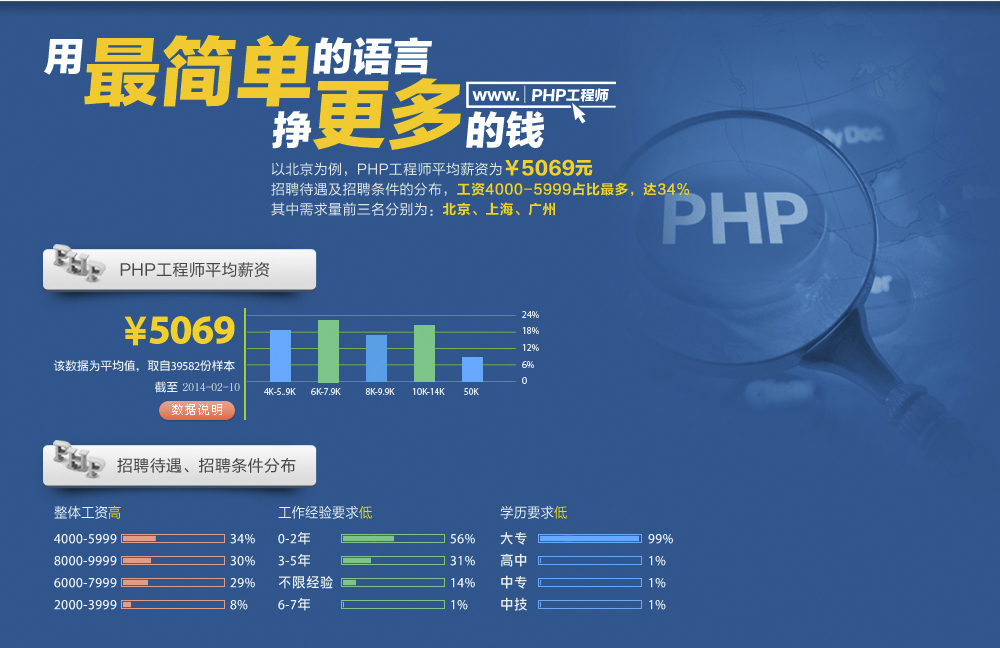 用最简单的语言
www. | PHP工程师
挣更多的钱
以北京为例，PHP工程师平均薪资为￥5069元
招聘待遇及招聘条件的分布，工资4000-5999占比最多，达34%
其中需求量前三名分别为：北京、上海、广州
My Doc
PHP
PHP工程师平均薪资
￥5069
该数据为平均值，取自39582份样本
截至 2014-02-10
数据说明
24%
18%
12%
6%
0
4K-5..9K 6K-7.9K 8K-9.9K 10K-14K 50K
招聘待遇、招聘条件分布
整体工资高 工作经验要求低 学历要求低
4000-5999 34% 0-2年 56% 大专 99%
8000-9999 30% 3-5年 31% 高中 1%
6000-7999 29% 不限经验 14% 中专 1%
2000-3999 8% 6-7年 1% 中技 1%